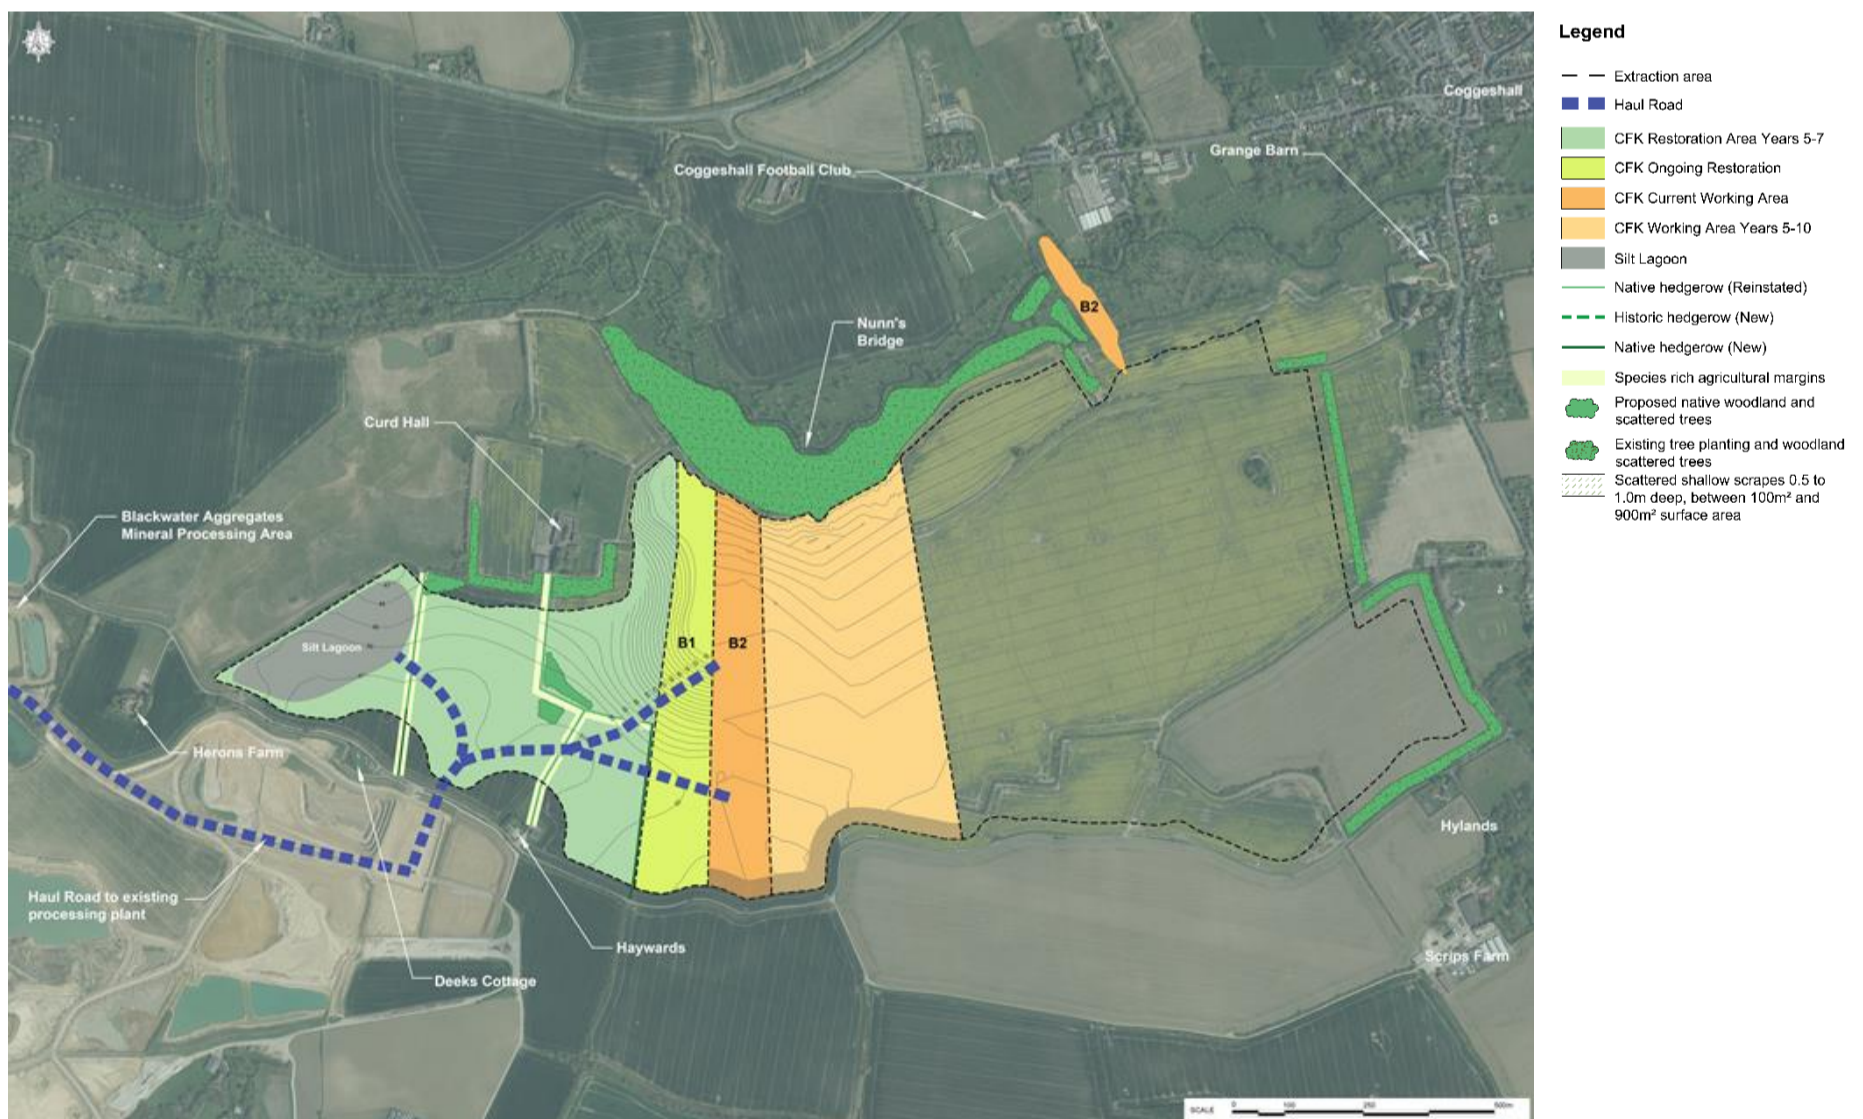 Legend
Extraction area
Haul Road
CFK Restoration Area Years 5-7
CFK Ongoing Restoration
CFK Current Working Area
CFK Working Area Years 5-10
Silt Lagoon
Native hedgerow (Reinstated)
Historic hedgerow (New)
Native hedgerow (New)
Species rich agricultural margins
Proposed native woodland and
scattered trees
Existing tree planting and woodland
scattered trees
Scattered shallow scrapes 0.5 to
1.0m deep, between 100m² and
900m² surface area
Coggeshall
Grange Barn
Coggeshall Football Club
B2
Nunn's
Bridge
Curd Hall
Blackwater Aggregates
Mineral Processing Area
Silt Lagoon
B1
B2
Herons Farm
Hylands
Haul Road to existing
processing plant
Haywards
Scrips Farm
Deeks Cottage
SCALE 0 100 250 500m